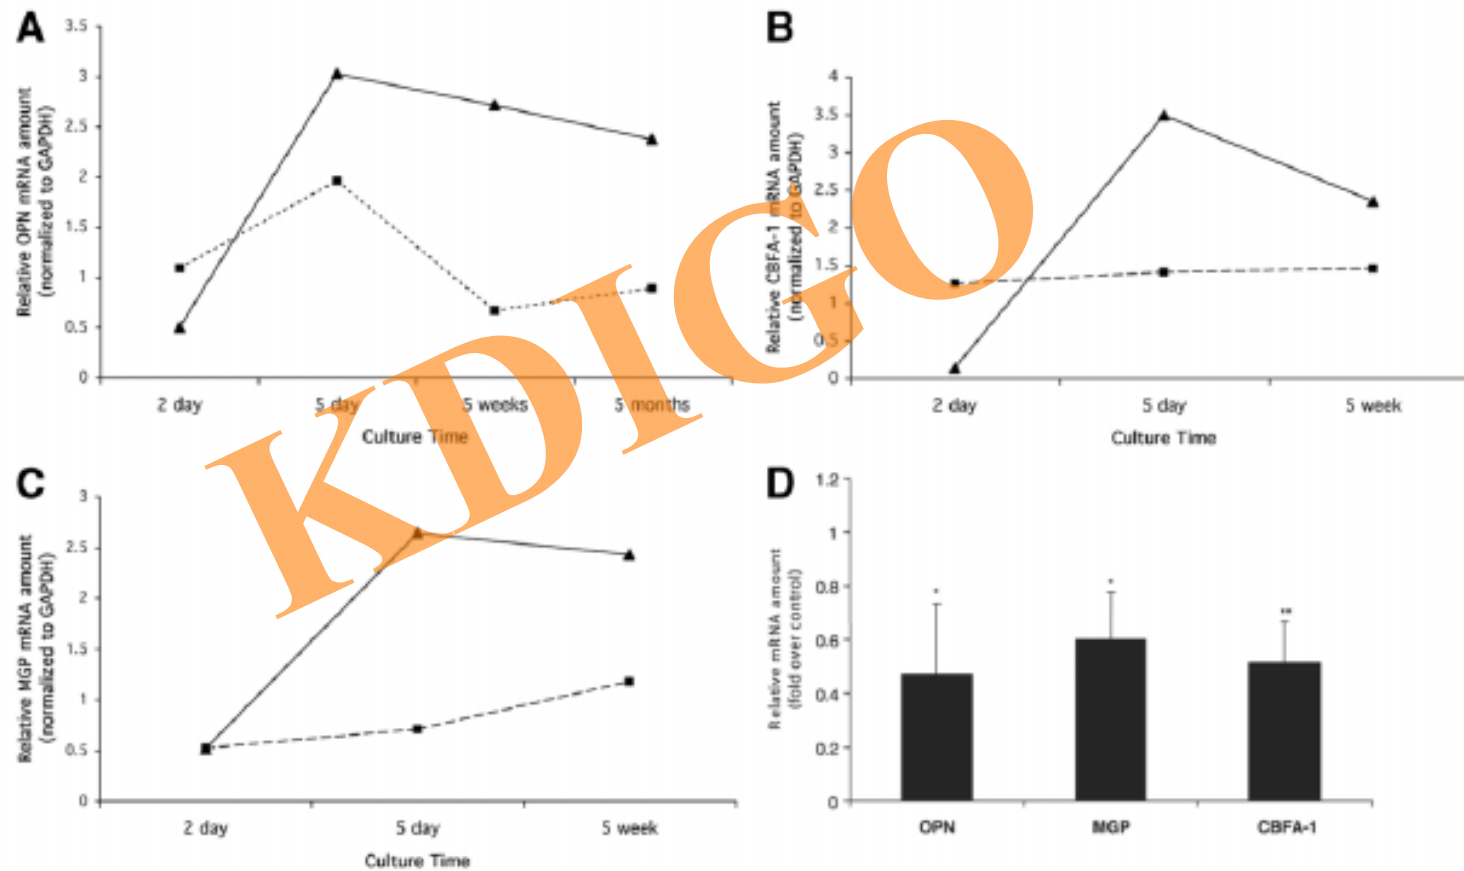 A
Relative OPN mRNA amount
(normalized to GAPDH)
3.5
3
2.5
2
1.5
1
0.5
0
2 day
5 day
5 weeks
5 months
Culture Time
B
Relative CBFA-1 mRNA amount
(normalized to GAPDH)
4
3.5
3
2.5
2
1.5
1
0.5
0
2 day
5 day
5 week
Culture Time
KDIGO
C
Relative MGP mRNA amount
(normalized to GAPDH)
3
2.5
2
1.5
1
0.5
0
2 day
5 day
5 week
Culture Time
D
Relative mRNA amount
(fold over control)
1.2
1
0.8
0.6
0.4
0.2
0
*
*
**
OPN
MGP
CBFA-1